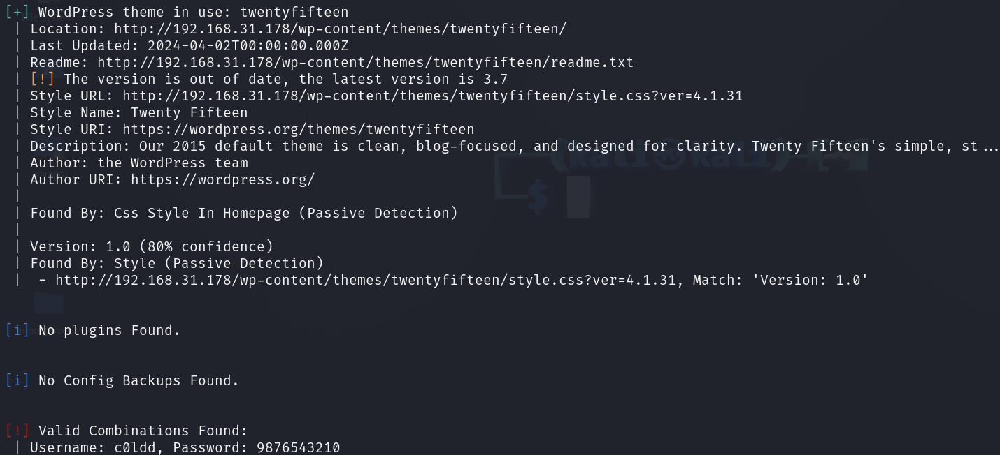 [+] WordPress theme in use: twentyfifteen
| Location: http://192.168.31.178/wp-content/themes/twentyfifteen/
| Last Updated: 2024-04-02T00:00:00.000Z
| Readme: http://192.168.31.178/wp-content/themes/twentyfifteen/readme.txt
| [!] The version is out of date, the latest version is 3.7
| Style URL: http://192.168.31.178/wp-content/themes/twentyfifteen/style.css?ver=4.1.31
| Style Name: Twenty Fifteen
| Style URI: https://wordpress.org/themes/twentyfifteen
| Description: Our 2015 default theme is clean, blog-focused, and designed for clarity. Twenty Fifteen's simple, st...
| Author: the WordPress team
| Author URI: https://wordpress.org/
|
| Found By: Css Style In Homepage (Passive Detection)
|
| Version: 1.0 (80% confidence)
| Found By: Style (Passive Detection)
|  - http://192.168.31.178/wp-content/themes/twentyfifteen/style.css?ver=4.1.31, Match: 'Version: 1.0'
[i] No plugins Found.
[i] No Config Backups Found.
[!] Valid Combinations Found:
| Username: c0ldd, Password: 9876543210
(kali㉿kali)-[~]
$